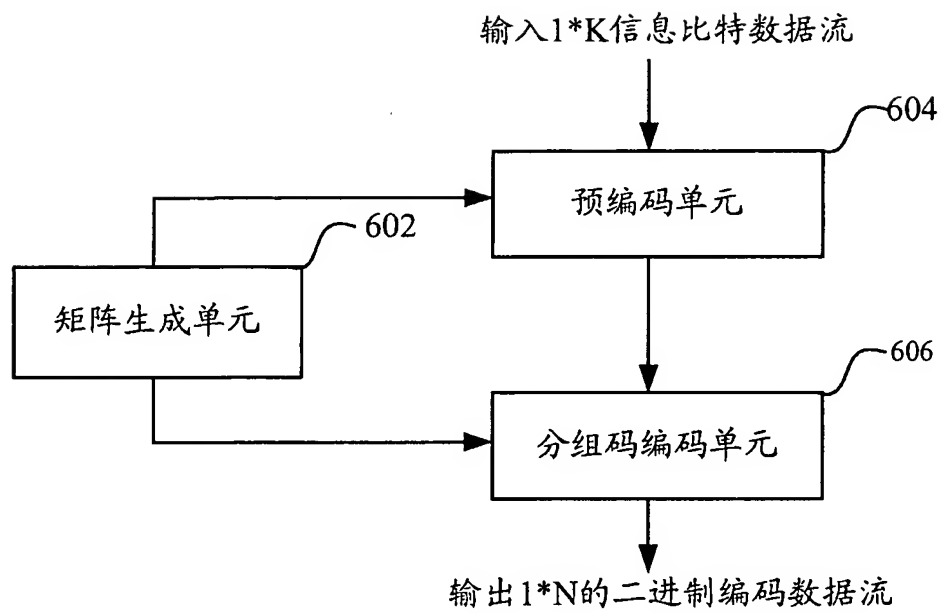 输入1*K信息比特数据流
604
预编码单元
602
矩阵生成单元
606
分组码编码单元
输出1*N的二进制编码数据流